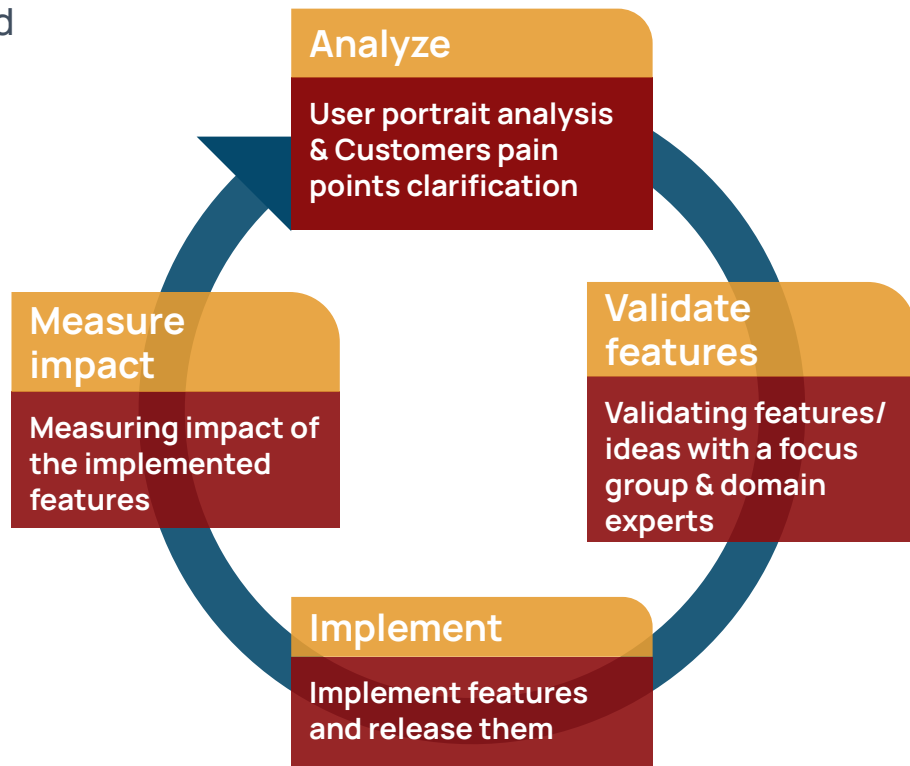 Analyze
User portrait analysis
& Customers pain
points clarification
Validate
features
Validating features/
ideas with a focus
group & domain
experts
Implement
Implement features
and release them
Measure
impact
Measuring impact of
the implemented
features